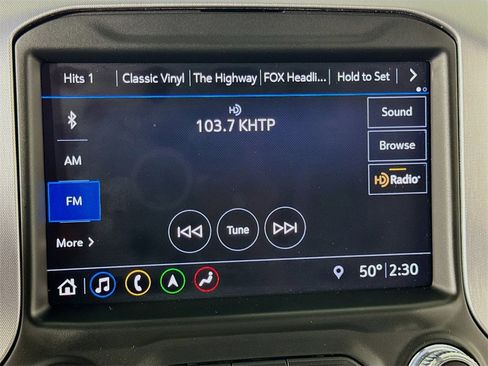 Hits 1 Classic Vinyl The Highway FOX Headli... Hold to Set
HD
103.7 KHTP
Sound
Browse
AM
HD Radio
FM
Tune
More
50° 2:30